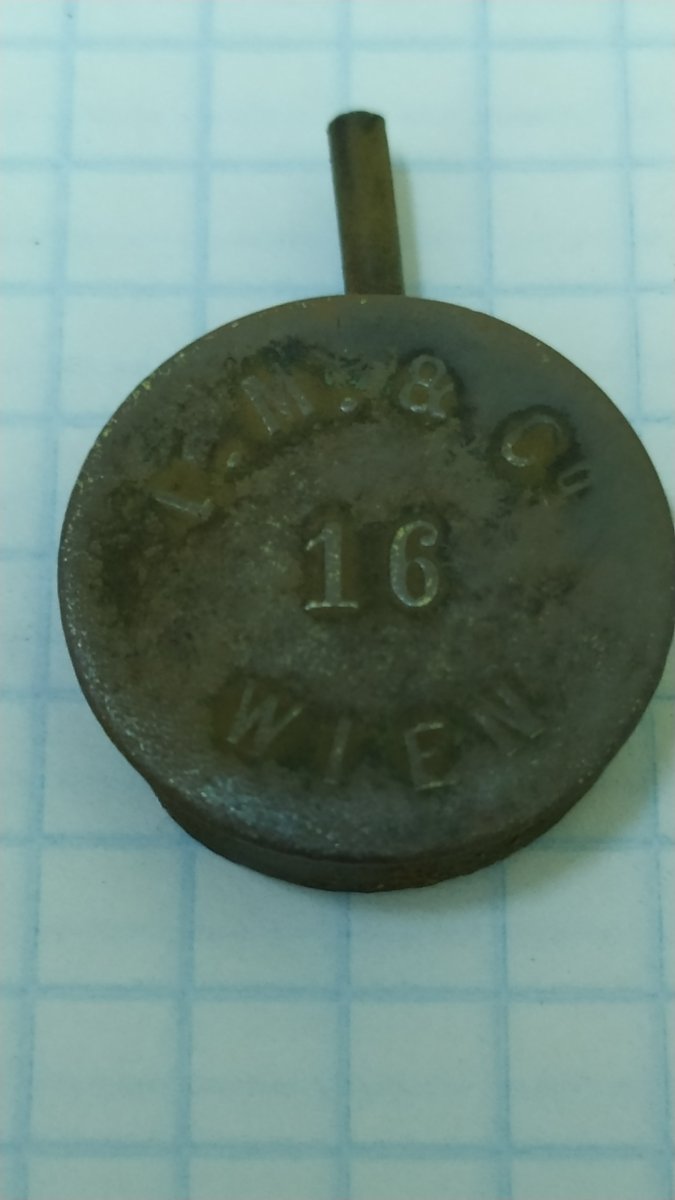 M. & Cᵒ
16
WIEN